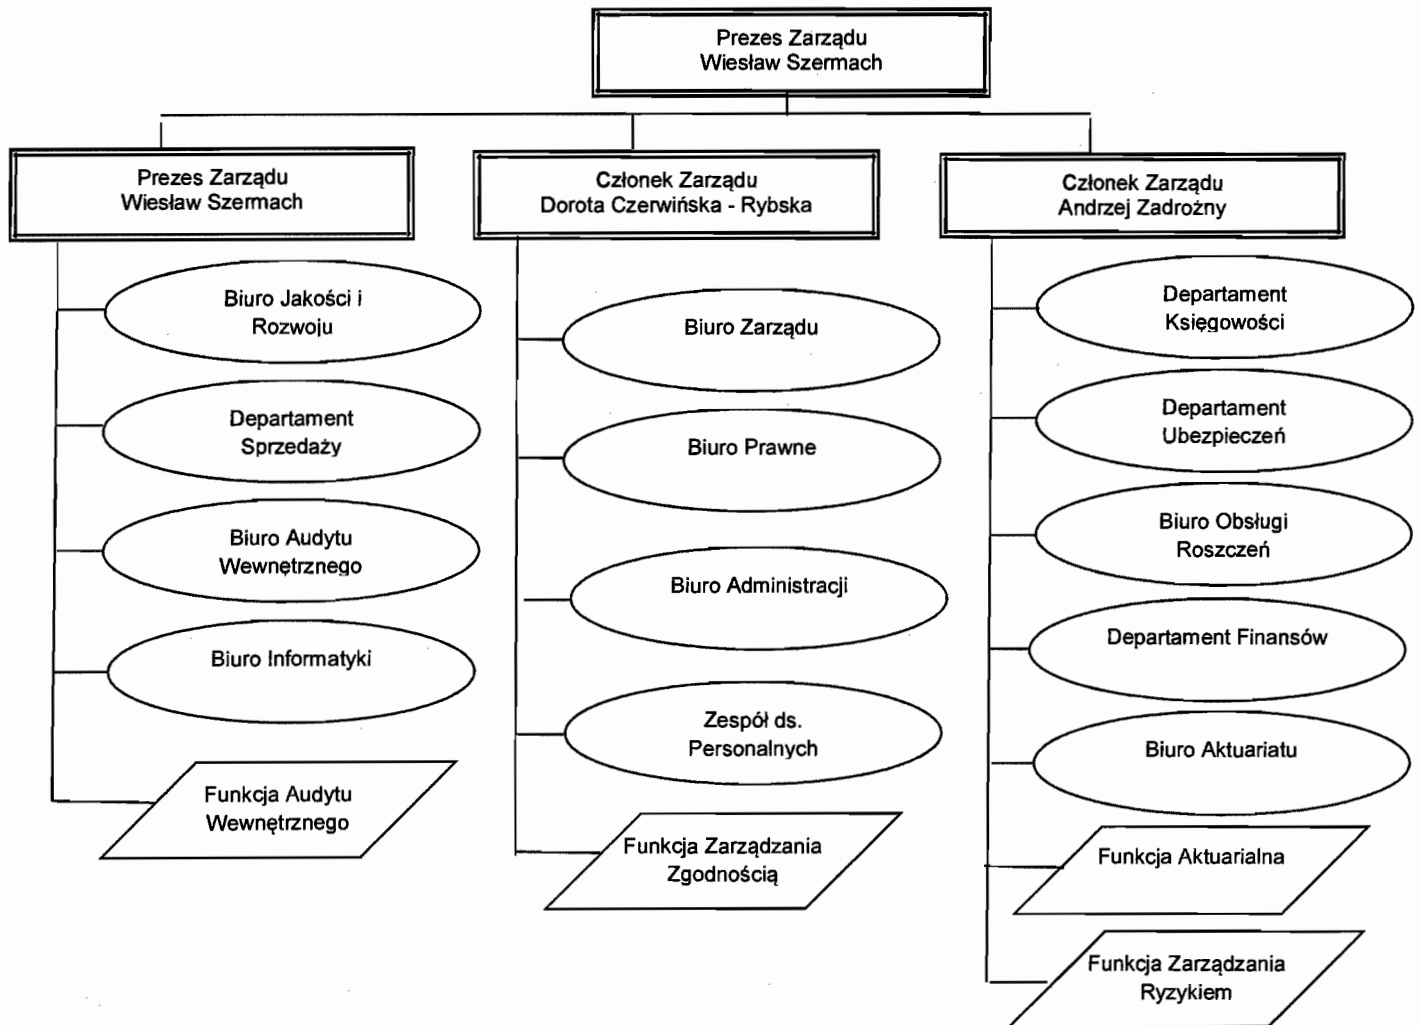 Prezes Zarządu
Wiesław Szermach
Prezes Zarządu
Wiesław Szermach
Biuro Jakości i
Rozwoju
Departament
Sprzedaży
Biuro Audytu
Wewnętrznego
Biuro Informatyki
Funkcja Audytu
Wewnętrznego
Członek Zarządu
Dorota Czerwińska - Rybska
Biuro Zarządu
Biuro Prawne
Biuro Administracji
Zespół ds.
Personalnych
Funkcja Zarządzania
Zgodnością
Członek Zarządu
Andrzej Zadrożny
Departament
Księgowości
Departament
Ubezpieczeń
Biuro Obsługi
Roszczeń
Departament Finansów
Biuro Aktuariatu
Funkcja Aktuarialna
Funkcja Zarządzania
Ryzykiem